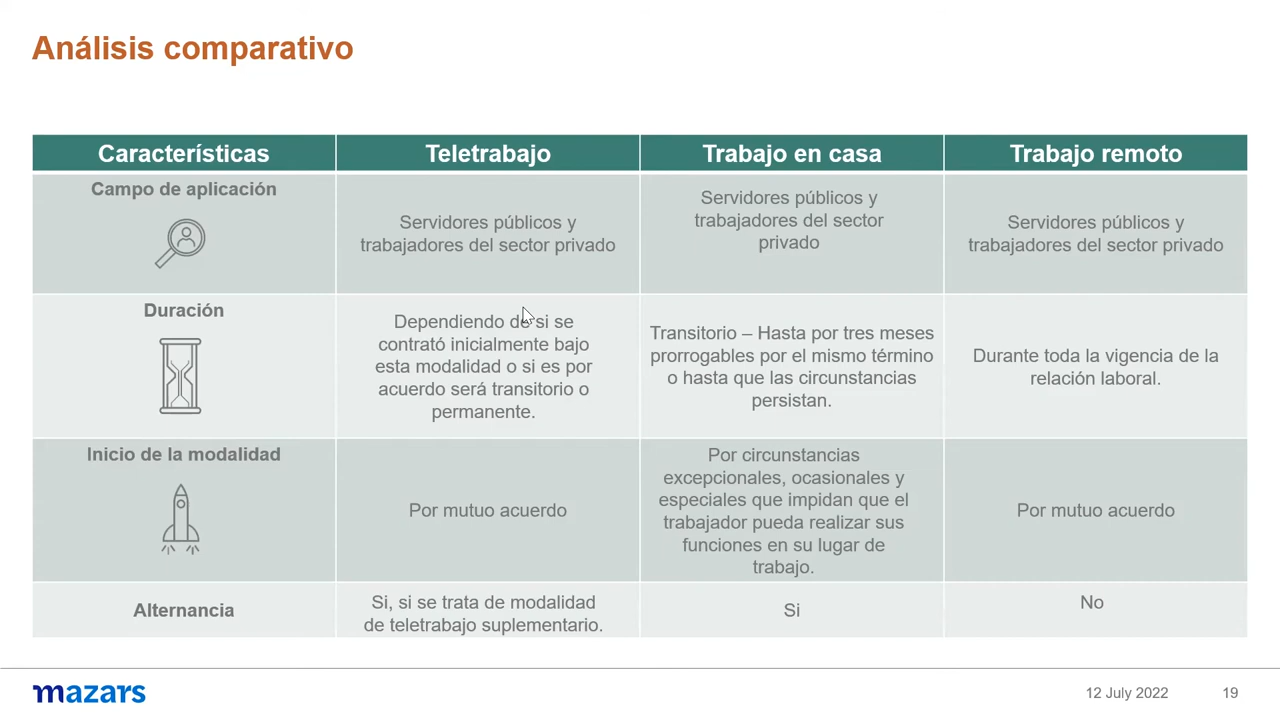 Análisis comparativo
Características
Teletrabajo
Trabajo en casa
Trabajo remoto
Campo de aplicación
Servidores públicos y
trabajadores del sector privado
Servidores públicos y
trabajadores del sector
privado
Servidores públicos y
trabajadores del sector privado
Duración
Dependiendo de si se
contrató inicialmente bajo
esta modalidad o si es por
acuerdo será transitorio o
permanente.
Transitorio – Hasta por tres meses
prorrogables por el mismo término
o hasta que las circunstancias
persistan.
Durante toda la vigencia de la
relación laboral.
Inicio de la modalidad
Por mutuo acuerdo
Por circunstancias
excepcionales, ocasionales y
especiales que impidan que el
trabajador pueda realizar sus
funciones en su lugar de
trabajo.
Por mutuo acuerdo
Alternancia
Si, si se trata de modalidad
de teletrabajo suplementario.
Si
No
mazars
12 July 2022
19